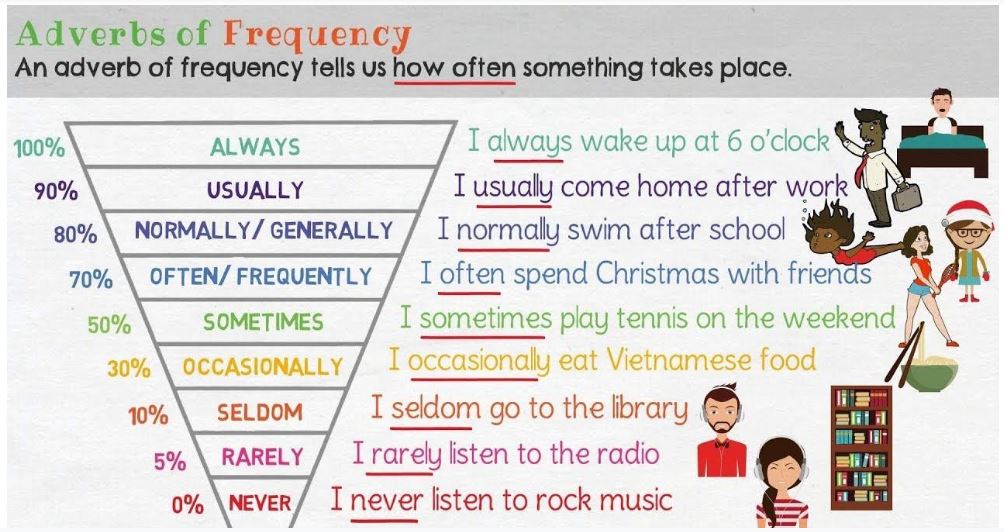 Adverbs of Frequency
An adverb of frequency tells us how often something takes place.
100% ALWAYS I always wake up at 6 o'clock
90% USUALLY I usually come home after work
80% NORMALLY/ GENERALLY I normally swim after school
70% OFTEN/ FREQUENTLY I often spend Christmas with friends
50% SOMETIMES I sometimes play tennis on the weekend
30% OCCASIONALLY I occasionally eat Vietnamese food
10% SELDOM I seldom go to the library
5% RARELY I rarely listen to the radio
0% NEVER I never listen to rock music